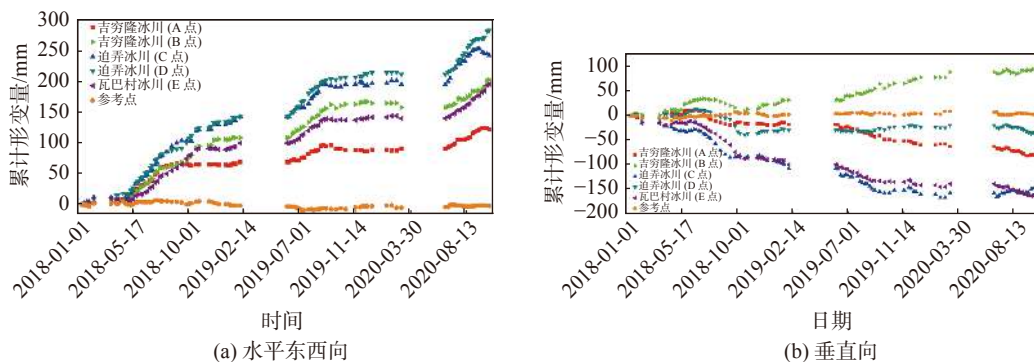 300
250
200
150
100
50
0
累计形变量/mm
吉穷隆冰川 (A 点)
吉穷隆冰川 (B 点)
迫弄冰川 (C 点)
迫弄冰川 (D 点)
瓦巴村冰川 (E 点)
参考点
2018-01-01
2018-05-17
2018-10-01
2019-02-14
2019-07-01
2019-11-14
2020-03-30
2020-08-13
时间
(a) 水平东西向
100
50
0
−50
−100
−150
−200
累计形变量/mm
吉穷隆冰川 (A 点)
吉穷隆冰川 (B 点)
迫弄冰川 (C 点)
迫弄冰川 (D 点)
瓦巴村冰川 (E 点)
参考点
2018-01-01
2018-05-17
2018-10-01
2019-02-14
2019-07-01
2019-11-14
2020-03-30
2020-08-13
日期
(b) 垂直向